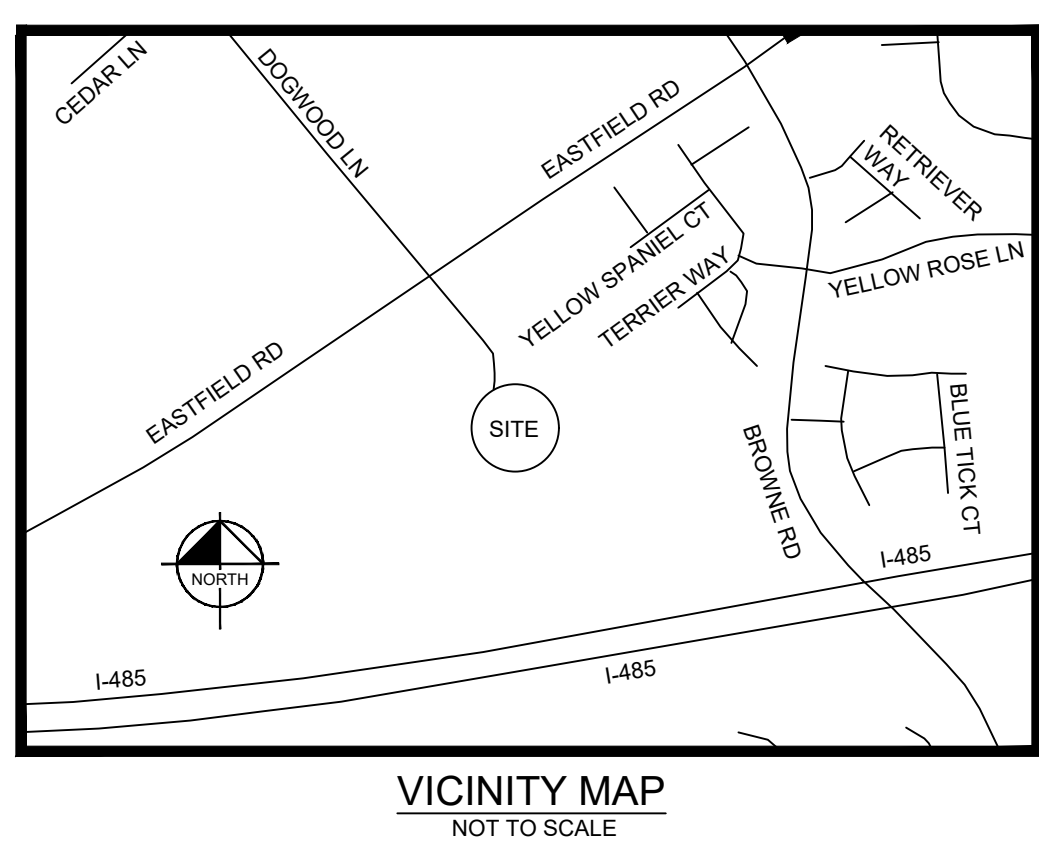 CEDAR LN
DOGWOOD LN
EASTFIELD RD
RETRIEVER
WAY
YELLOW SPANIEL CT
TERRIER WAY
YELLOW ROSE LN
EASTFIELD RD
SITE
BLUE TICK CT
BROWNE RD
NORTH
I-485
I-485
I-485
VICINITY MAP
NOT TO SCALE